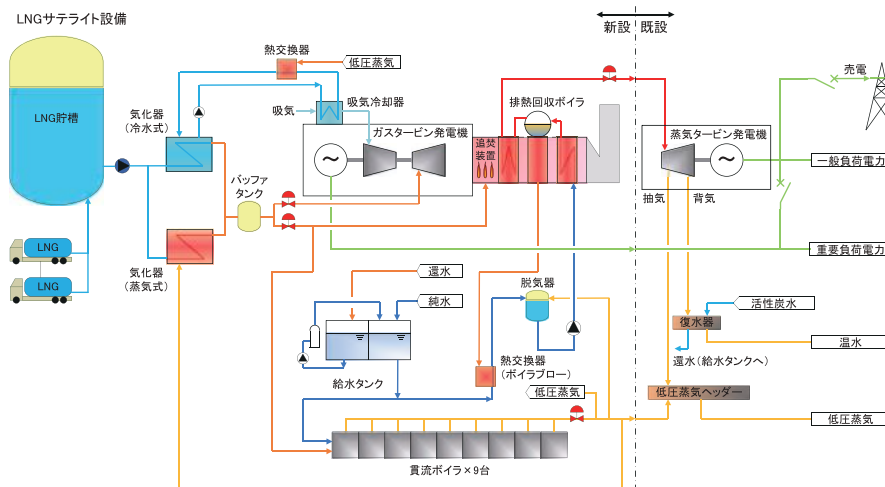 LNGサテライト設備
新設
既設
熱交換器
低圧蒸気
売電
LNG貯槽
気化器
(冷水式)
吸気
吸気冷却器
排熱回収ボイラ
ガスタービン発電機
追焚
装置
蒸気タービン発電機
一般負荷電力
バッファ
タンク
抽気
背気
LNG
LNG
気化器
(蒸気式)
重要負荷電力
還水
純水
脱気器
活性炭水
復水器
温水
還水(給水タンクへ)
熱交換器
(ボイラブロー)
給水タンク
低圧蒸気
低圧蒸気ヘッダー
低圧蒸気
貫流ボイラ×9台